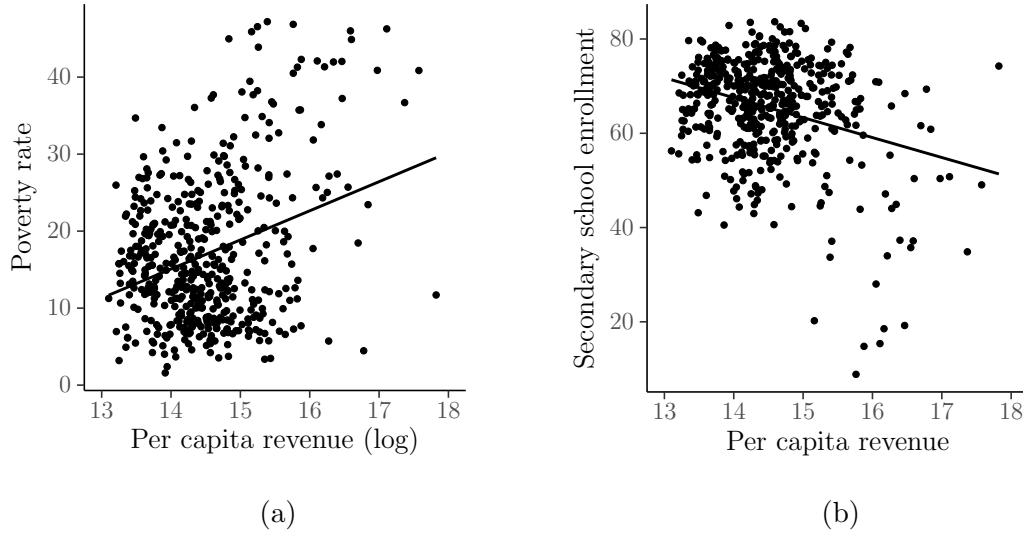 Poverty rate
40
30
20
10
0
13 14 15 16 17 18
Per capita revenue (log)
(a)
Secondary school enrollment
80
60
40
20
13 14 15 16 17 18
Per capita revenue
(b)